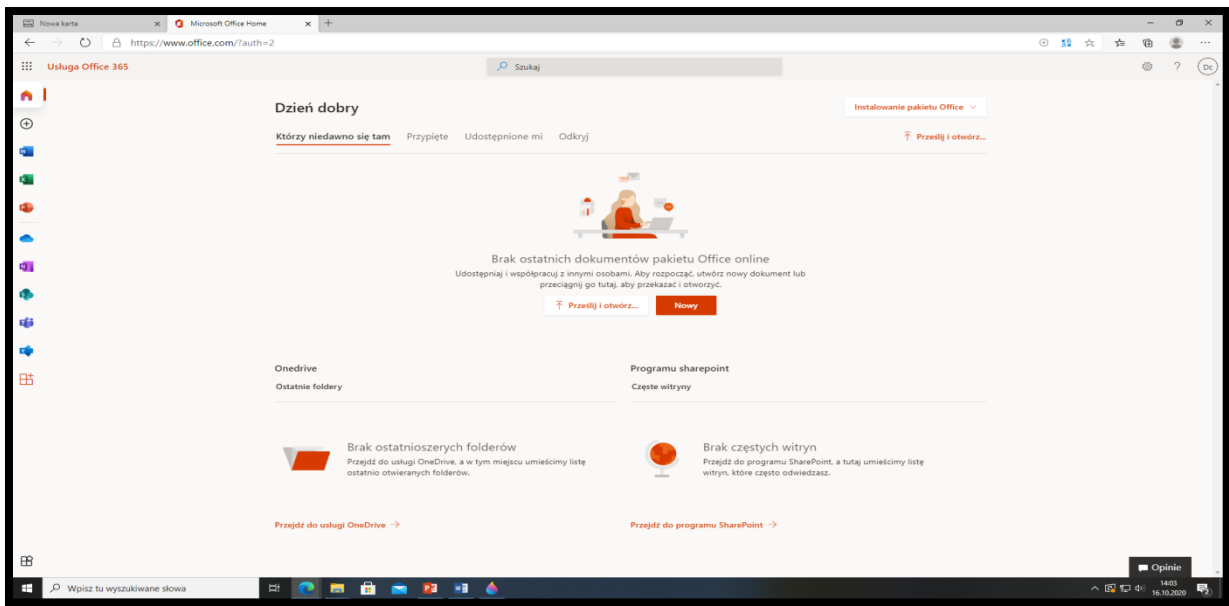 Nowa karta
Microsoft Office Home
https://www.office.com/?auth=2
Usługa Office 365
Szukaj
Dc
Dzień dobry
Instalowanie pakietu Office
Którzy niedawno się tam Przypięte Udostępnione mi Odkryj
Prześlij i otwórz...
Brak ostatnich dokumentów pakietu Office online
Udostępniaj i współpracuj z innymi osobami. Aby rozpocząć, utwórz nowy dokument lub
przeciągnij go tutaj, aby przekazać i otworzyć.
Prześlij i otwórz... Nowy
Onedrive
Ostatnie foldery
Programu sharepoint
Częste witryny
Brak ostatnioszerych folderów
Przejdź do usługi OneDrive, a w tym miejscu umieścimy listę
ostatnio otwieranych folderów.
Brak częstych witryn
Przejdź do programu SharePoint, a tutaj umieścimy listę
witryn, które często odwiedzasz.
Przejdź do usługi OneDrive →
Przejdź do programu SharePoint →
Opinie
Wpisz tu wyszukiwane słowa
14:03
16.10.2020